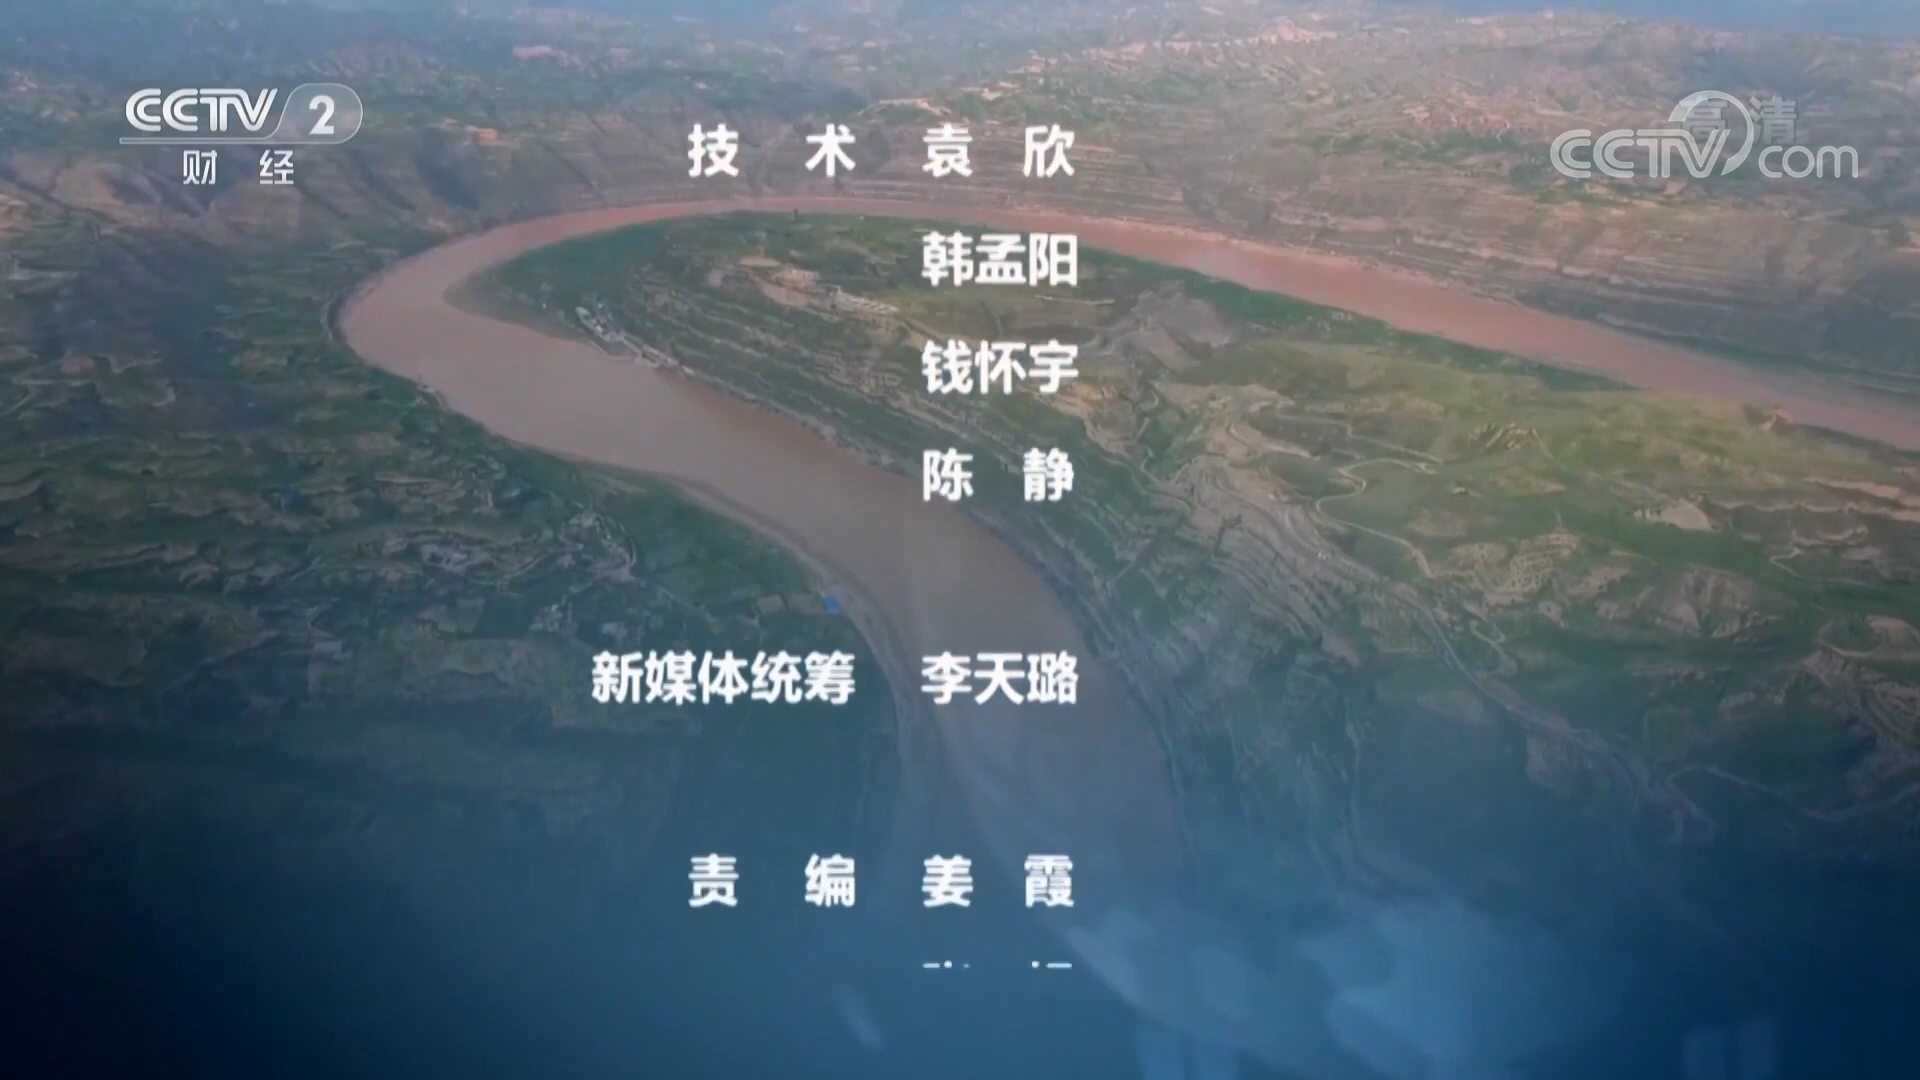 CCTV 2
财 经
高清
CCTV com
技 术 袁 欣
韩孟阳
钱怀宇
陈 静
新媒体统筹 李天璐
责 编 姜 霞